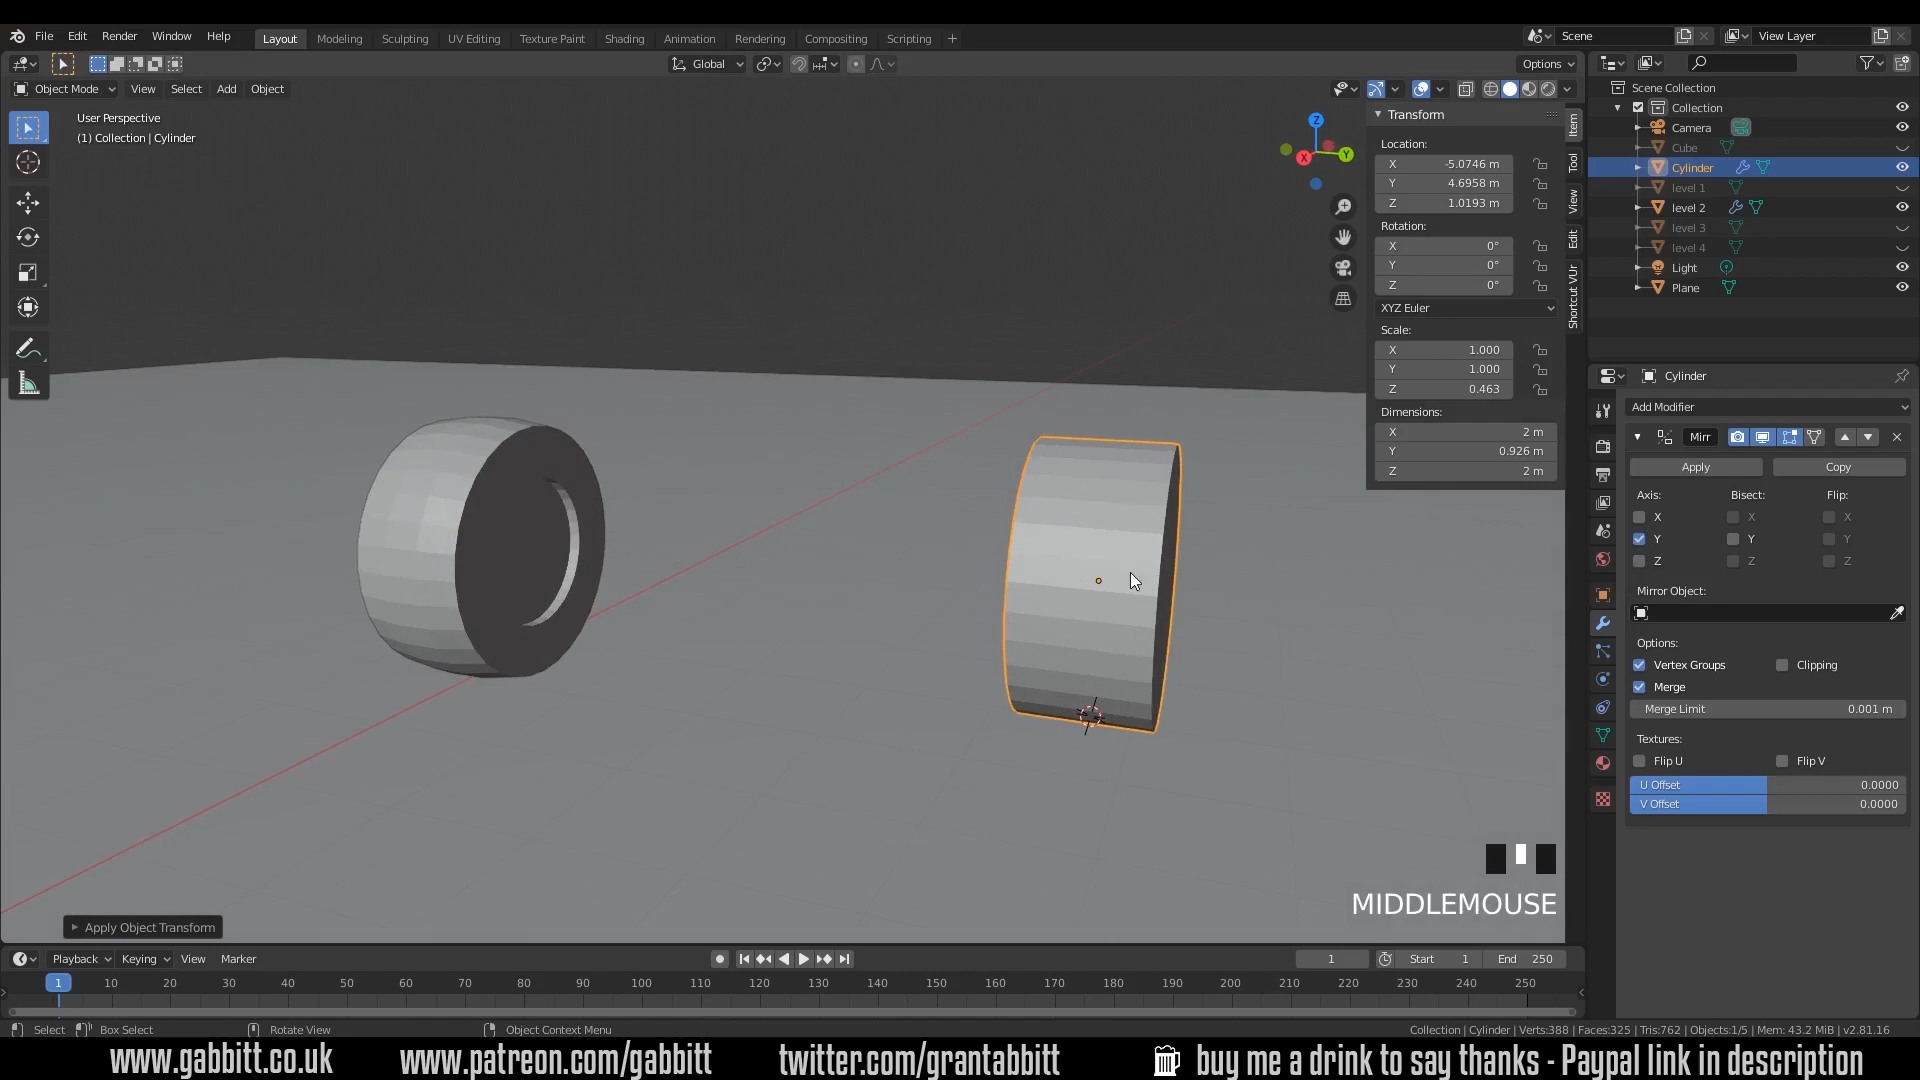 File Edit Render Window Help Layout Modeling Sculpting UV Editing Texture Paint Shading Animation Rendering Compositing Scripting + Scene View Layer
Global Options
Object Mode View Select Add Object
User Perspective
(1) Collection | Cylinder
Z
X
Y
Transform
Location:
X -5.0746 m
Y 4.6958 m
Z 1.0193 m
Rotation:
X 0°
Y 0°
Z 0°
XYZ Euler
Scale:
X 1.000
Y 1.000
Z 0.463
Dimensions:
X 2 m
Y 0.926 m
Z 2 m
Item
Tool
View
Edit
Shortcut VUr
Scene Collection
Collection
Camera
Cube
Cylinder
level 1
level 2
level 3
level 4
Light
Plane
Cylinder
Add Modifier
Mirr
Apply Copy
Axis: Bisect: Flip:
X X X
Y Y Y
Z Z Z
Mirror Object:
Options:
Vertex Groups Clipping
Merge
Merge Limit 0.001 m
Textures:
Flip U Flip V
U Offset 0.0000
V Offset 0.0000
MIDDLEMOUSE
Apply Object Transform
Playback Keying View Marker 1 Start 1 End 250
1 10 20 30 40 50 60 70 80 90 100 110 120 130 140 150 160 170 180 190 200 210 220 230 240 250
Select Box Select Rotate View Object Context Menu Collection | Cylinder | Verts:388 | Faces:325 | Tris:762 | Objects:1/5 | Mem: 43.2 MiB | v2.81.16
www.gabbitt.co.uk www.patreon.com/gabbitt twitter.com/grantabbitt buy me a drink to say thanks - Paypal link in description